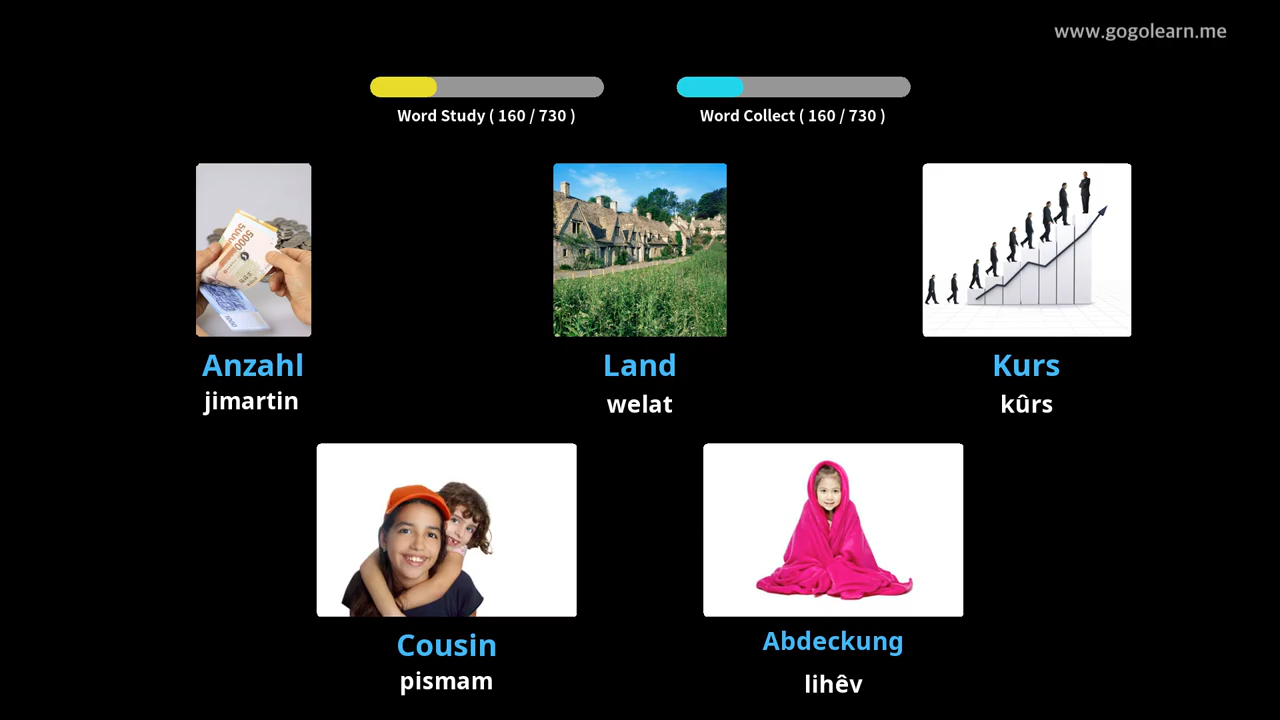 www.gogolearn.me
Word Study ( 160 / 730 )
Word Collect ( 160 / 730 )
Anzahl
jimartin
Land
welat
Kurs
kûrs
Cousin
pismam
Abdeckung
lihêv